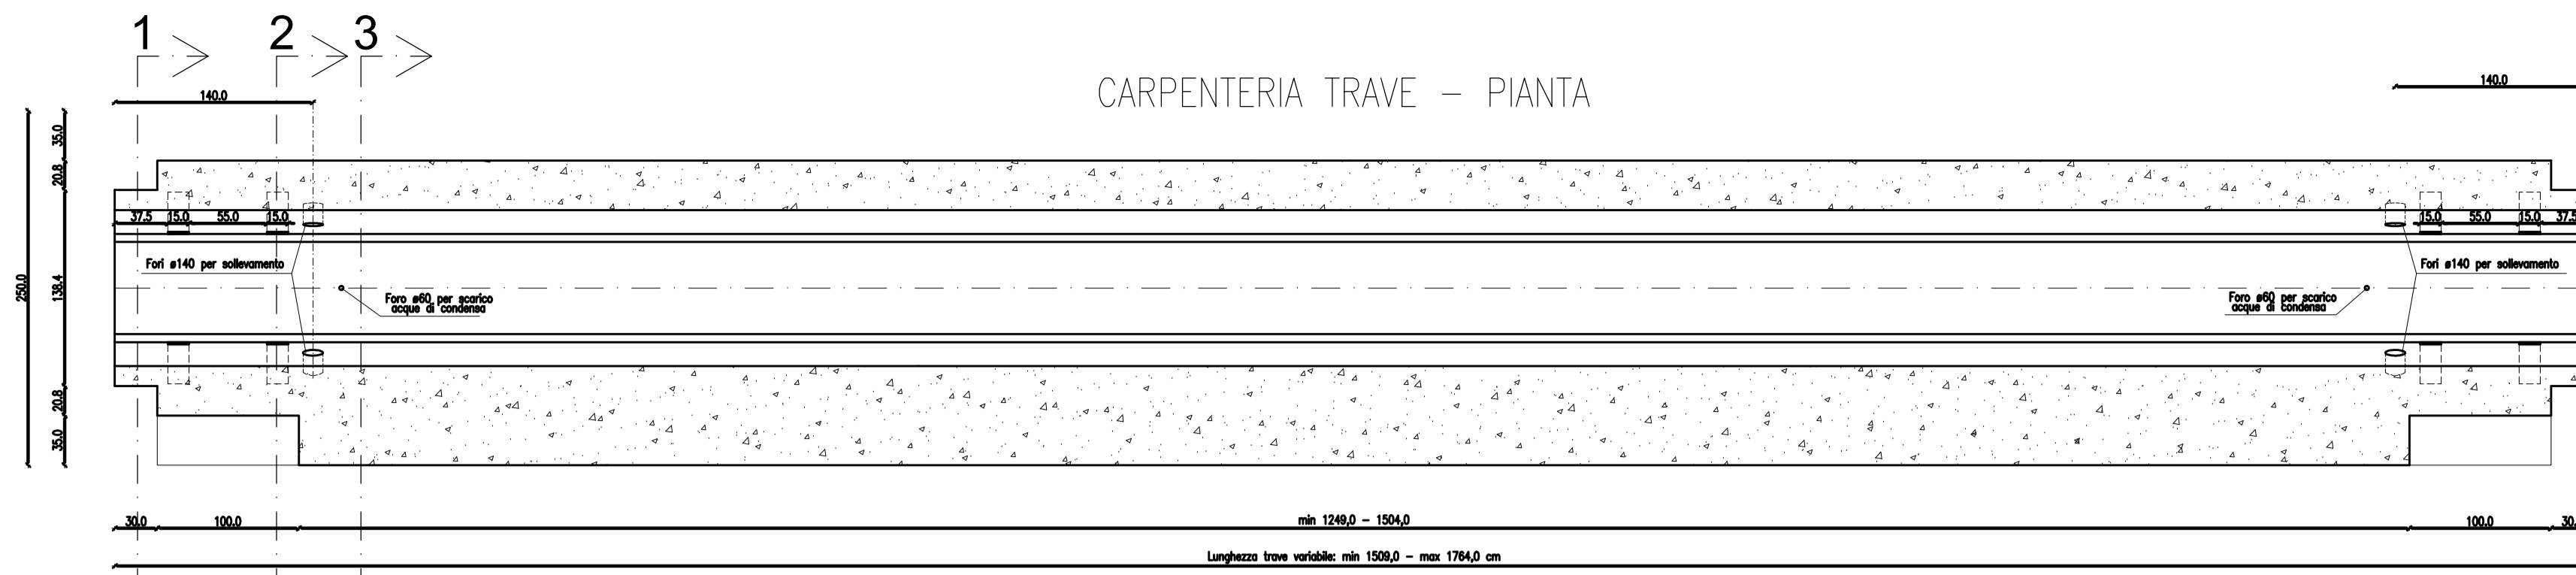 1
2
3
CARPENTERIA TRAVE – PIANTA
140.0
140.0
35.0
20.8
138.4
20.8
35.0
250.0
37.5
15.0
55.0
15.0
15.0
55.0
15.0
37.5
Fori ø140 per sollevamento
Fori ø140 per sollevamento
Foro ø60 per scarico
acque di condensa
Foro ø60 per scarico
acque di condensa
30.0
100.0
min 1249,0 – 1504,0
100.0
30.
Lunghezza trave variabile: min 1509,0 – max 1764,0 cm